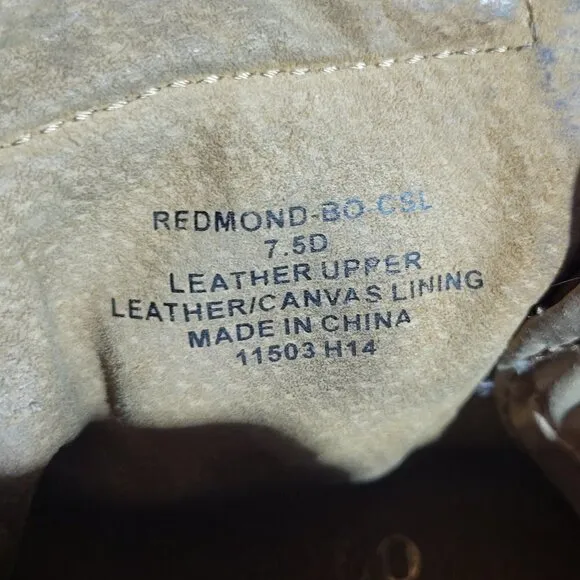 REDMOND-BO-CSL
7.5D
LEATHER UPPER
LEATHER/CANVAS LINING
MADE IN CHINA
11503 H14